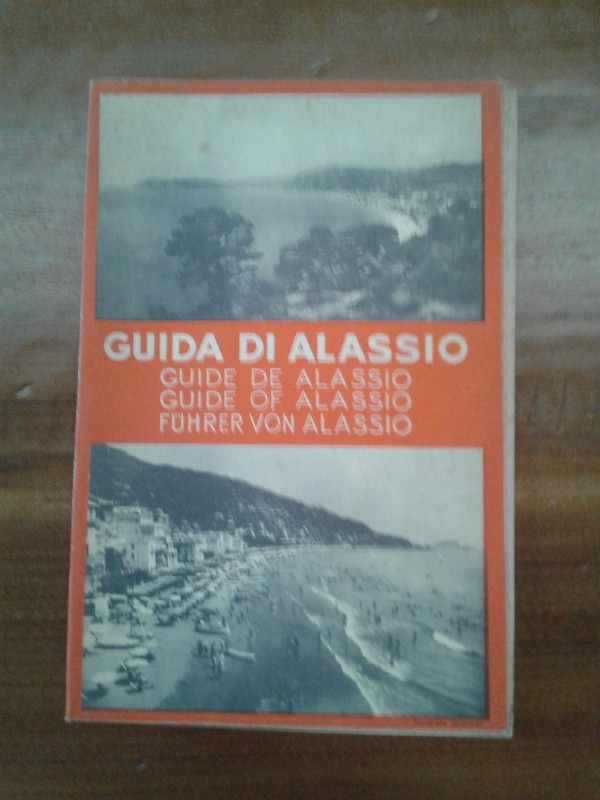 GUIDA DI ALASSIO
GUIDE DE ALASSIO
GUIDE OF ALASSIO
FÜHRER VON ALASSIO